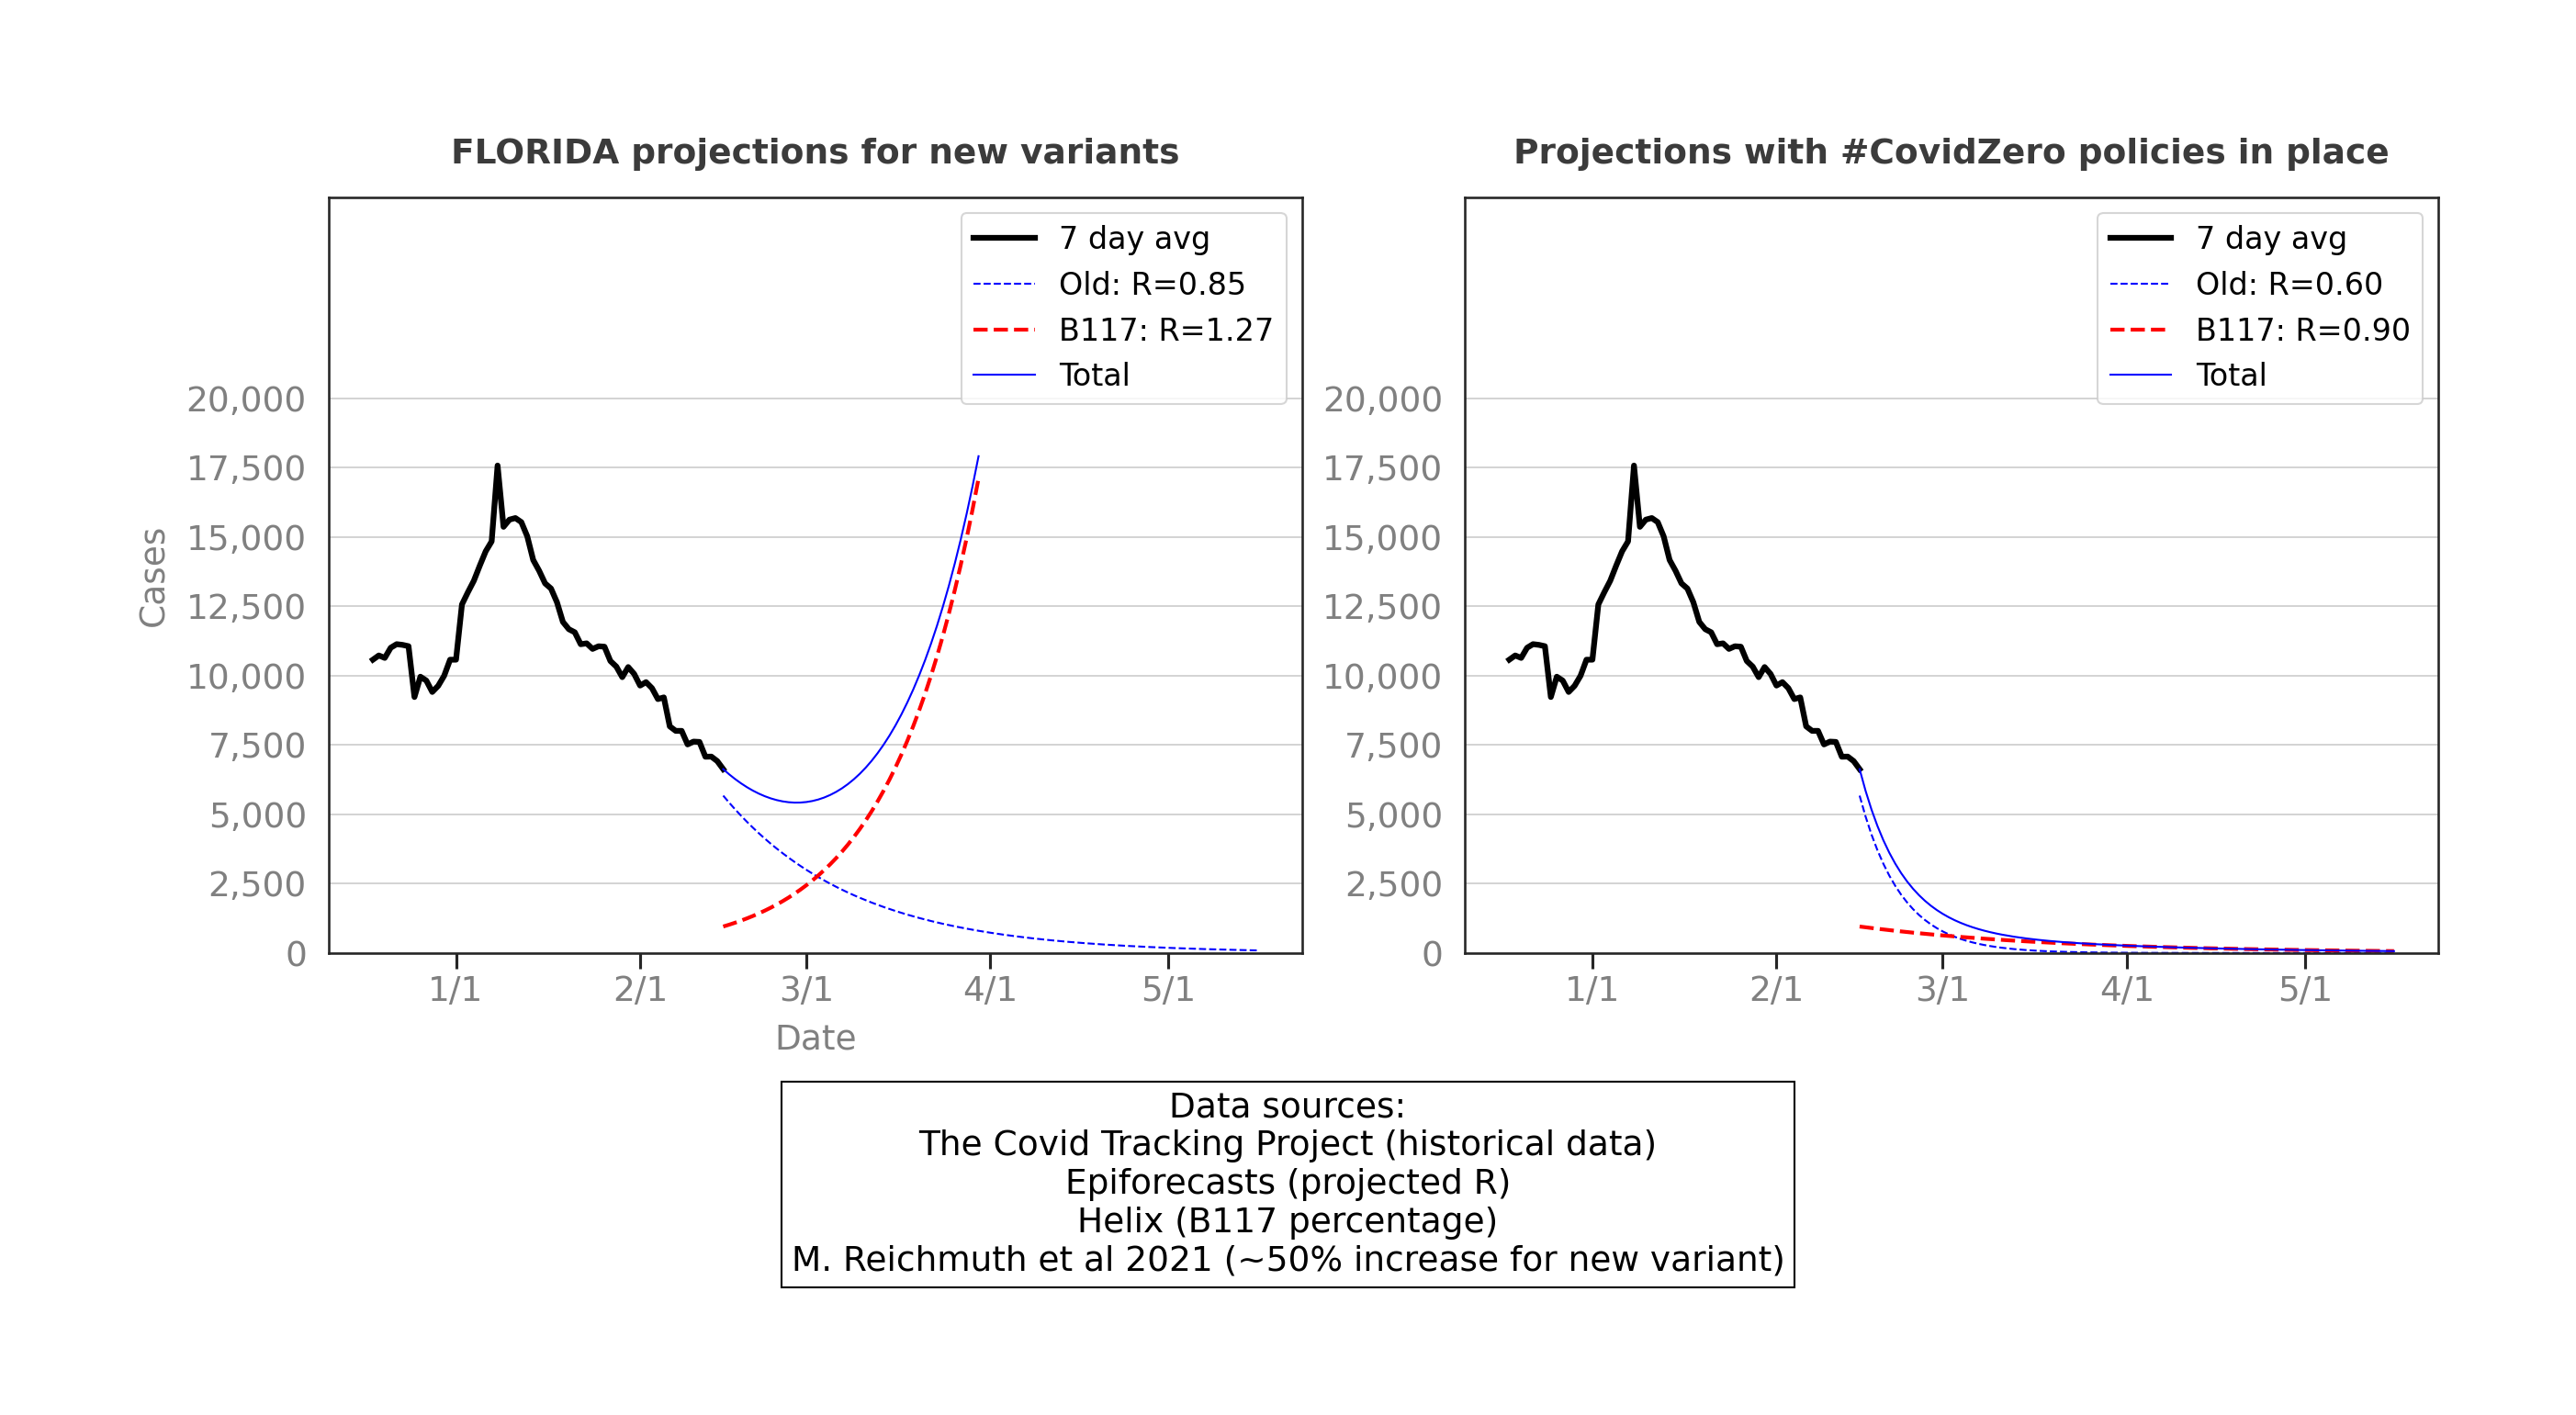 FLORIDA projections for new variants
7 day avg
Old: R=0.85
B117: R=1.27
Total
20,000
17,500
15,000
12,500
10,000
7,500
5,000
2,500
0
Cases
1/1
2/1
3/1
4/1
5/1
Date
Projections with #CovidZero policies in place
7 day avg
Old: R=0.60
B117: R=0.90
Total
20,000
17,500
15,000
12,500
10,000
7,500
5,000
2,500
0
1/1
2/1
3/1
4/1
5/1
Data sources:
The Covid Tracking Project (historical data)
Epiforecasts (projected R)
Helix (B117 percentage)
M. Reichmuth et al 2021 (~50% increase for new variant)